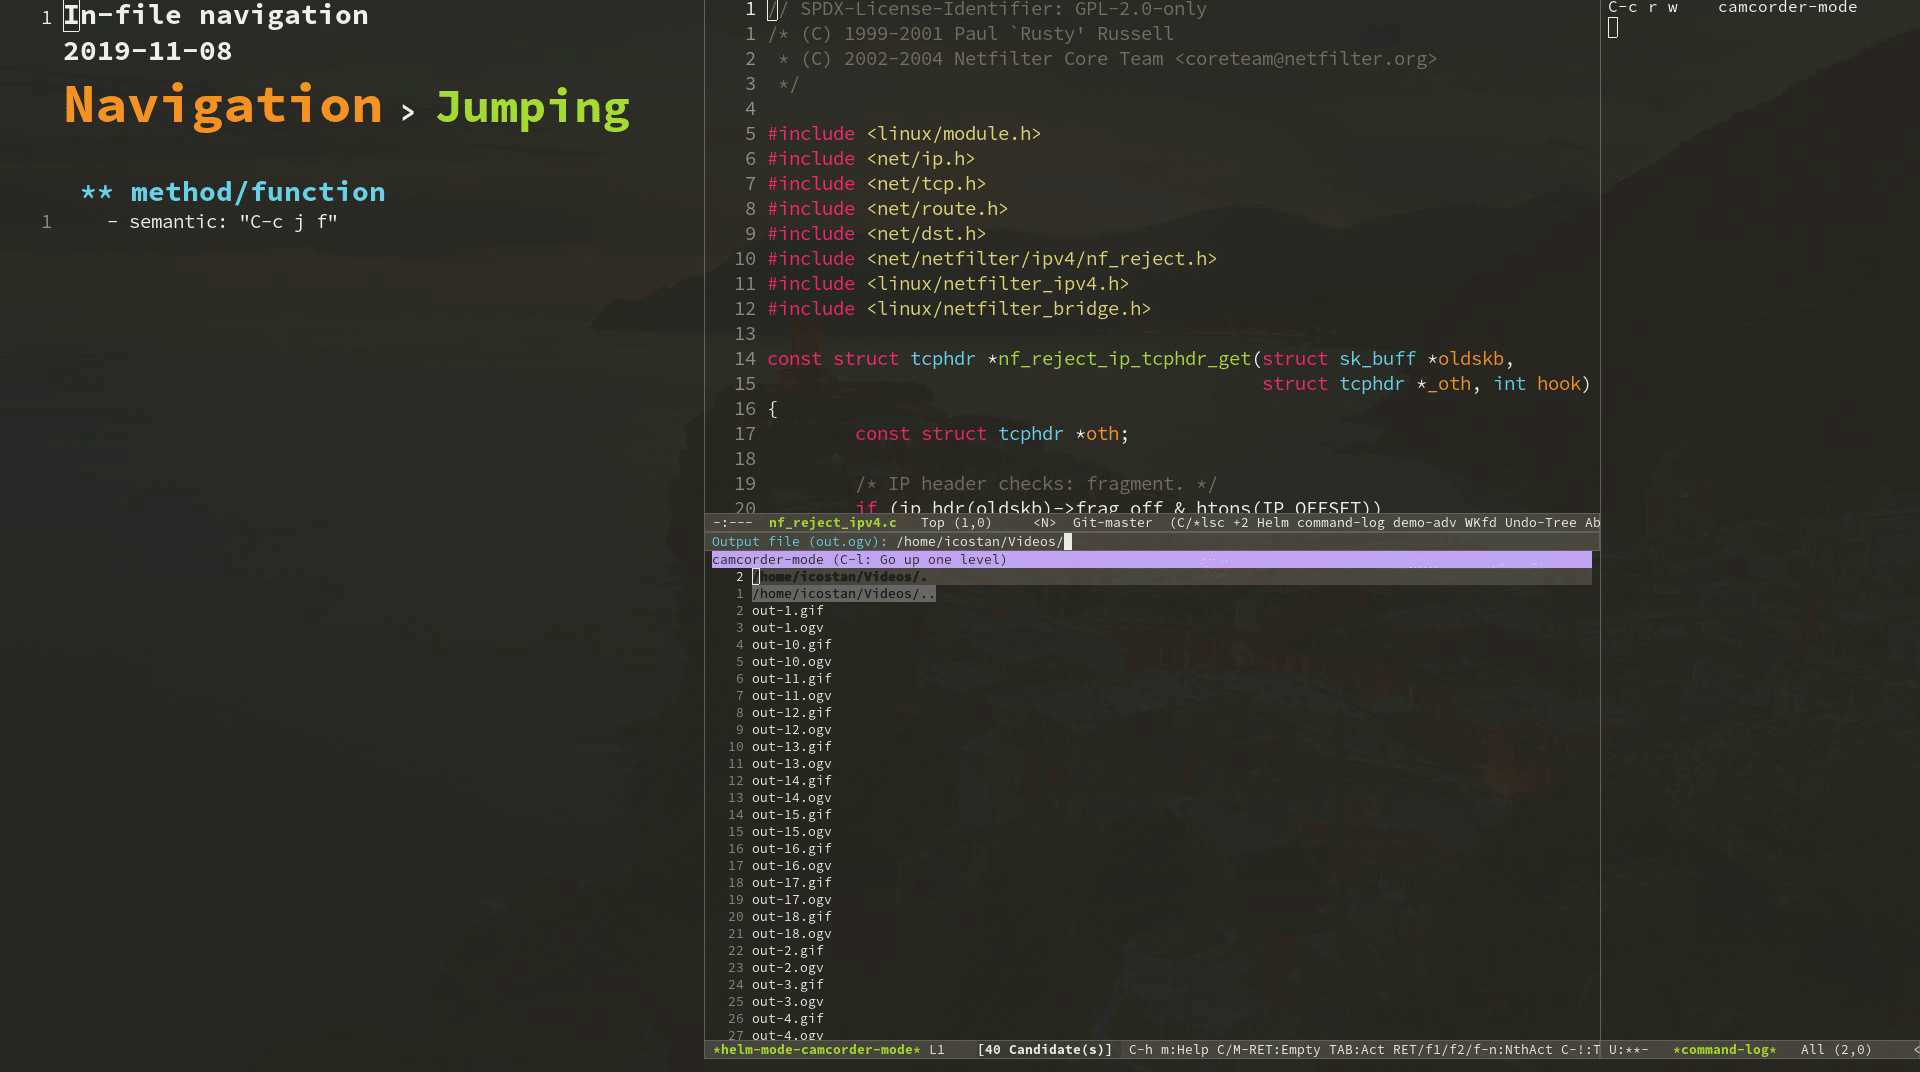 1 In-file navigation
2019-11-08
Navigation > Jumping
** method/function
1 - semantic: "C-c j f"
1 // SPDX-License-Identifier: GPL-2.0-only
1 /* (C) 1999-2001 Paul `Rusty' Russell
2 * (C) 2002-2004 Netfilter Core Team <coreteam@netfilter.org>
3 */
4
5 #include <linux/module.h>
6 #include <net/ip.h>
7 #include <net/tcp.h>
8 #include <net/route.h>
9 #include <net/dst.h>
10 #include <net/netfilter/ipv4/nf_reject.h>
11 #include <linux/netfilter_ipv4.h>
12 #include <linux/netfilter_bridge.h>
13
14 const struct tcphdr *nf_reject_ip_tcphdr_get(struct sk_buff *oldskb,
15 struct tcphdr *_oth, int hook)
16 {
17 const struct tcphdr *oth;
18
19 /* IP header checks: fragment. */
20 if (ip_hdr(oldskb)->frag_off & htons(IP_OFFSET))
-:--- nf_reject_ipv4.c Top (1,0) <N> Git-master (C/*lsc +2 Helm command-log demo-adv WKfd Undo-Tree Ab
Output file (out.ogv): /home/icostan/Videos/
camcorder-mode (C-l: Go up one level)
2 /home/icostan/Videos/.
1 /home/icostan/Videos/..
2 out-1.gif
3 out-1.ogv
4 out-10.gif
5 out-10.ogv
6 out-11.gif
7 out-11.ogv
8 out-12.gif
9 out-12.ogv
10 out-13.gif
11 out-13.ogv
12 out-14.gif
13 out-14.ogv
14 out-15.gif
15 out-15.ogv
16 out-16.gif
17 out-16.ogv
18 out-17.gif
19 out-17.ogv
20 out-18.gif
21 out-18.ogv
22 out-2.gif
23 out-2.ogv
24 out-3.gif
25 out-3.ogv
26 out-4.gif
27 out-4.ogv
*helm-mode-camcorder-mode* L1 [40 Candidate(s)] C-h m:Help C/M-RET:Empty TAB:Act RET/f1/f2/f-n:NthAct C-!:T
C-c r w camcorder-mode
U:**- *command-log* All (2,0) <